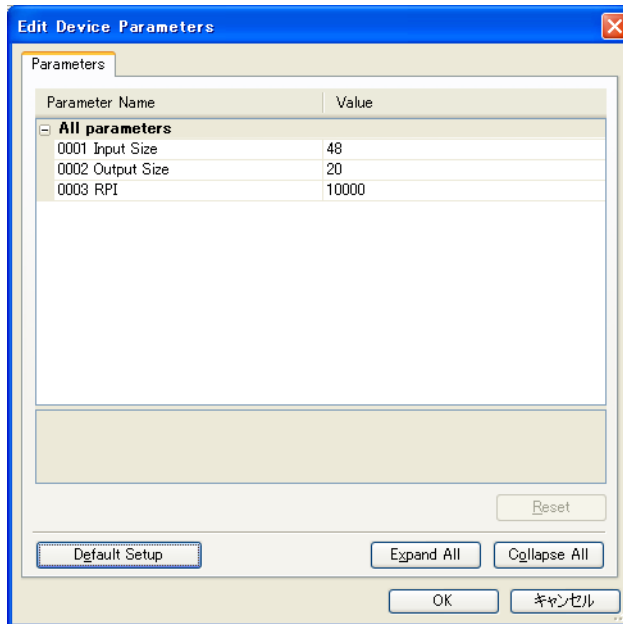 Edit Device Parameters
Parameters
Parameter Name Value
All parameters
0001 Input Size 48
0002 Output Size 20
0003 RPI 10000
Reset
Default Setup Expand All Collapse All
OK キャンセル